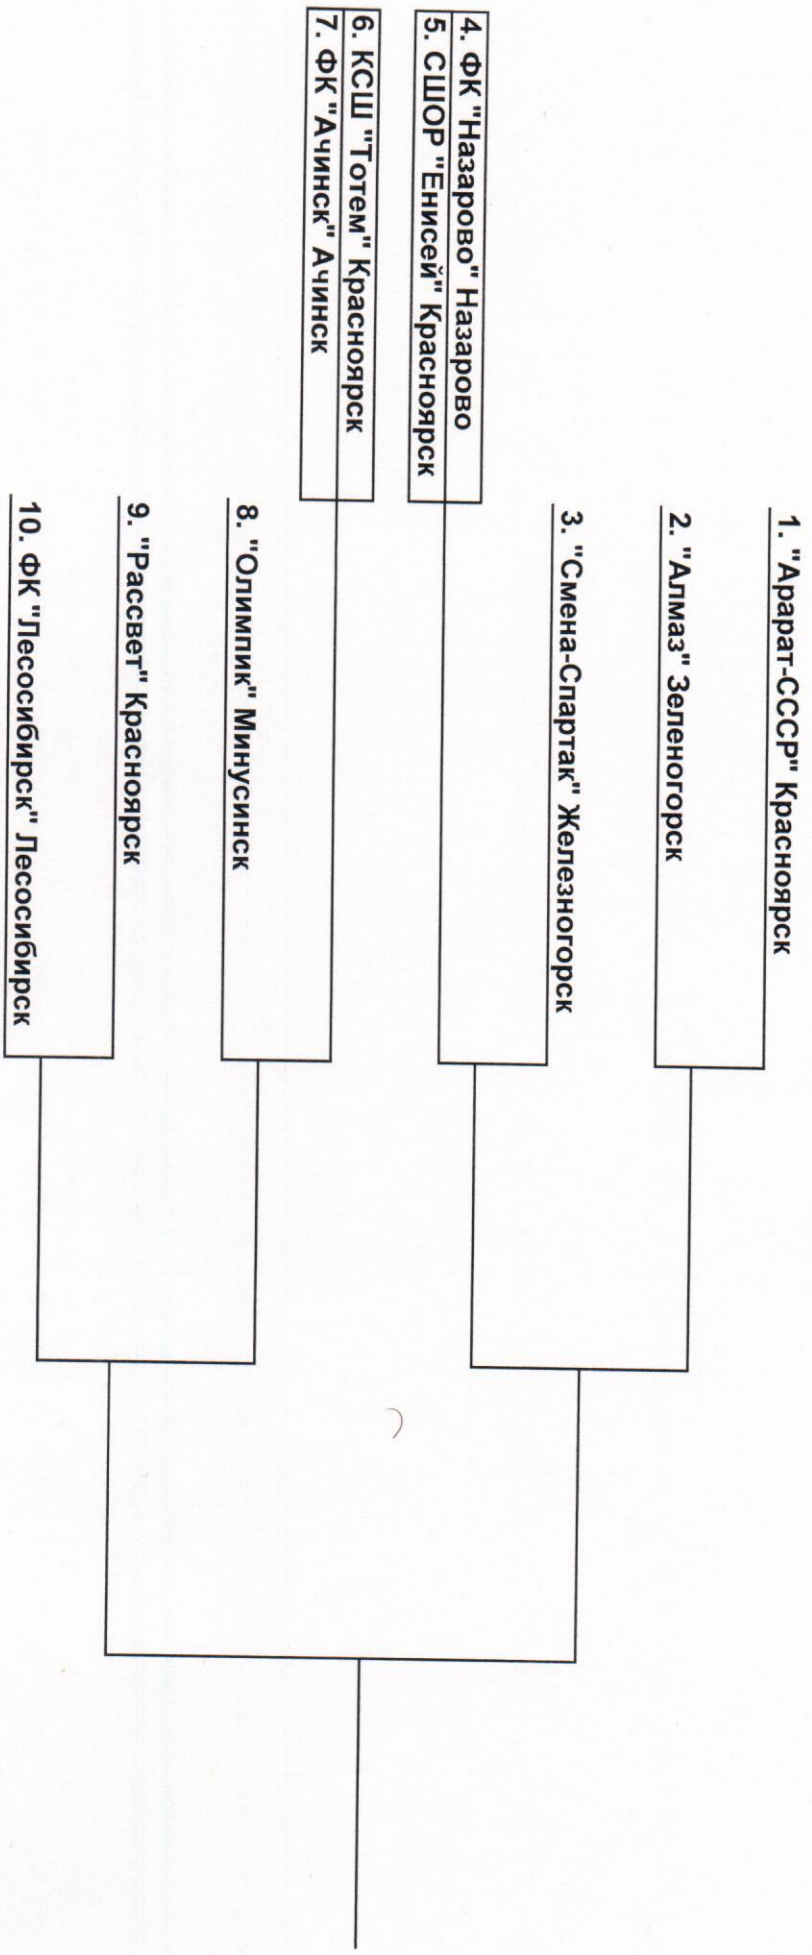 1. "Арарат-СССР" Красноярск
2. "Алмаз" Зеленогорск
3. "Смена-Спартак" Железногорск
4. ФК "Назарово" Назарово
5. СШОР "Енисей" Красноярск
6. КСШ "Тотем" Красноярск
7. ФК "Ачинск" Ачинск
8. "Олимпик" Минусинск
9. "Рассвет" Красноярск
10. ФК "Лесосибирск" Лесосибирск